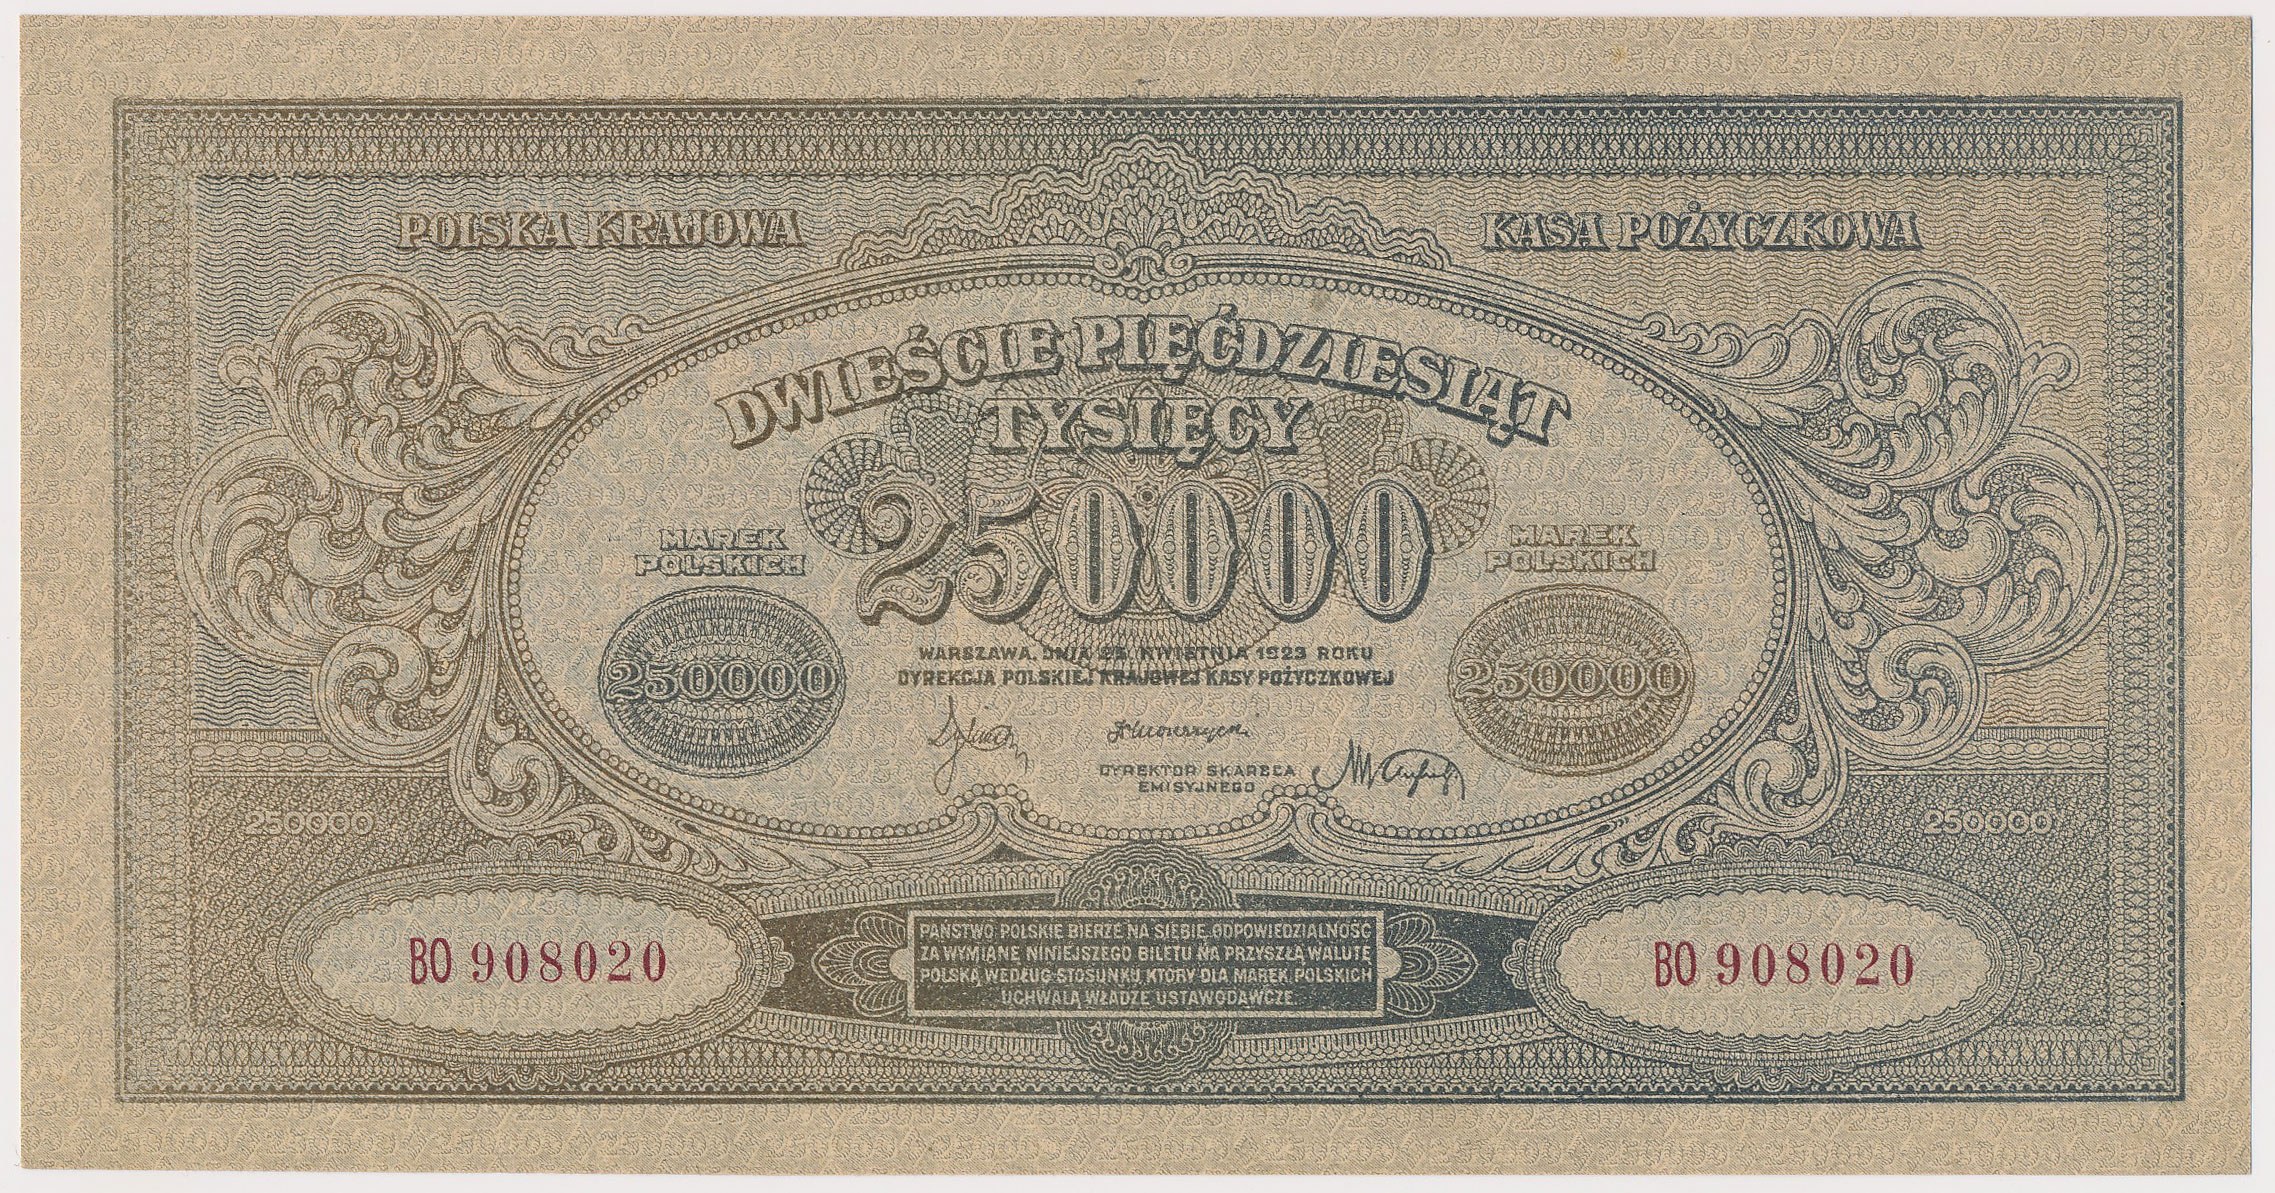 POLSKA KRAJOWA KASA POŻYCZKOWA
DWIEŚCIE PIĘĆDZIESIĄT
TYSIĘCY
250000
MAREK
POLSKICH
MAREK
POLSKICH
250000
250000
WARSZAWA, DNIA 25 KWIETNIA 1923 ROKU
DYREKCJA POLSKIEJ KRAJOWEJ KASY POŻYCZKOWEJ
DYREKTOR SKARBCA
EMISYJNEGO
250000
250000
BO 908020
BO 908020
PAŃSTWO POLSKIE BIERZE NA SIEBIE ODPOWIEDZIALNOŚĆ
ZA WYMIANĘ NINIEJSZEGO BILETU NA PRZYSZŁĄ WALUTĘ
POLSKĄ WEDŁUG STOSUNKU, KTÓRY DLA MAREK POLSKICH
UCHWALĄ WŁADZE USTAWODAWCZE.